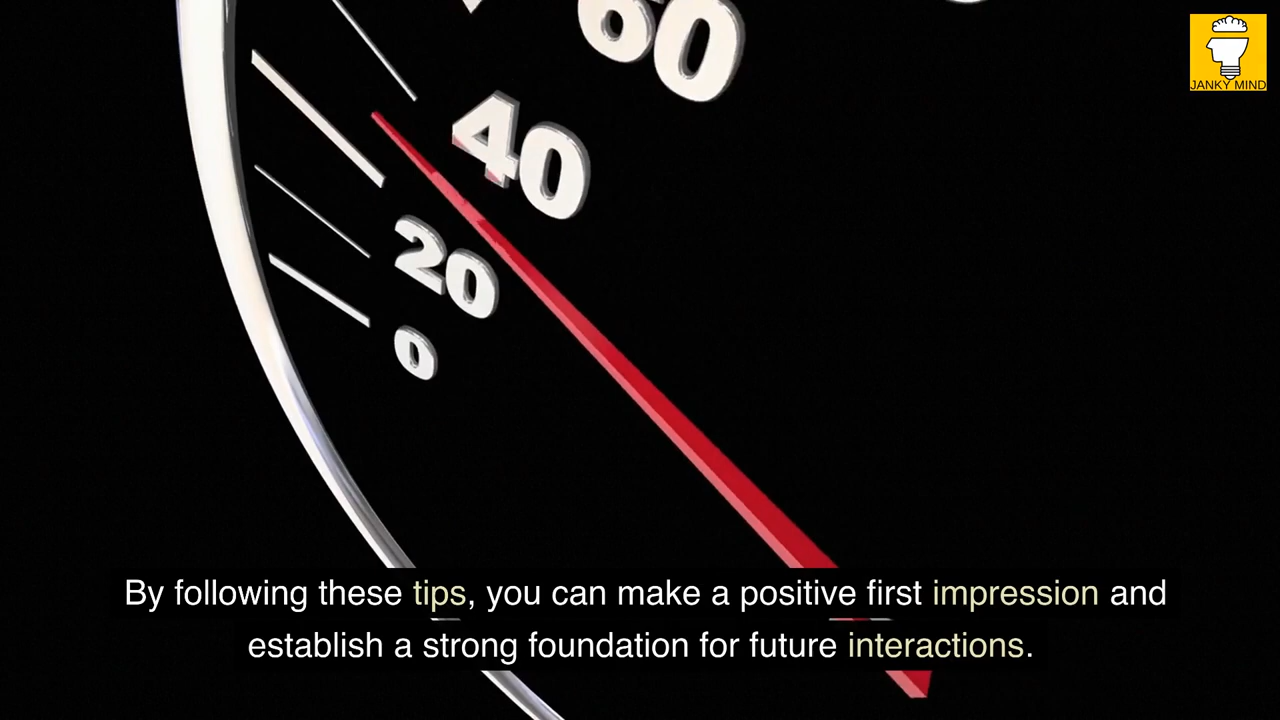 60
40
20
0
JANKY MIND
By following these tips, you can make a positive first impression and
establish a strong foundation for future interactions.